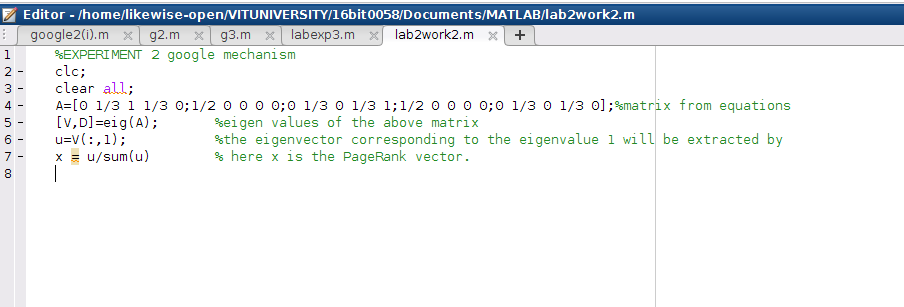 Editor - /home/likewise-open/VITUNIVERSITY/16bit0058/Documents/MATLAB/lab2work2.m
google2(i).m × g2.m × g3.m × labexp3.m × lab2work2.m × +
1 %EXPERIMENT 2 google mechanism
2 - clc;
3 - clear all;
4 - A=[0 1/3 1 1/3 0;1/2 0 0 0 0;0 1/3 0 1/3 1;1/2 0 0 0 0;0 1/3 0 1/3 0];%matrix from equations
5 - [V,D]=eig(A); %eigen values of the above matrix
6 - u=V(:,1); %the eigenvector corresponding to the eigenvalue 1 will be extracted by
7 - x = u/sum(u) % here x is the PageRank vector.
8